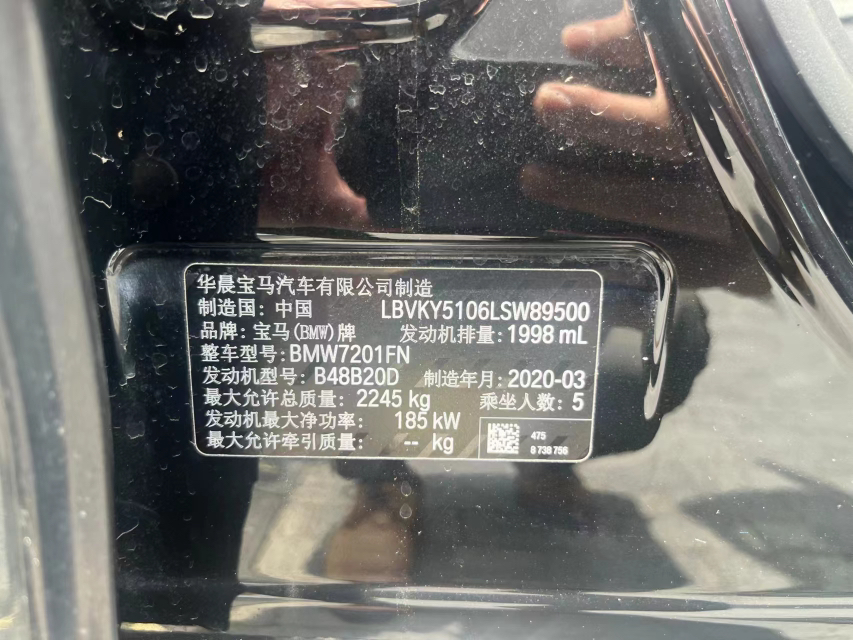 华晨宝马汽车有限公司制造
制造国: 中国 LBVKY5106LSW89500
品牌: 宝马(BMW)牌 发动机排量: 1998 mL
整车型号: BMW7201FN
发动机型号: B48B20D 制造年月: 2020-03
最大允许总质量: 2245 kg 乘坐人数: 5
发动机最大净功率: 185 kW
最大允许牵引质量: -- kg
475
8 738 756